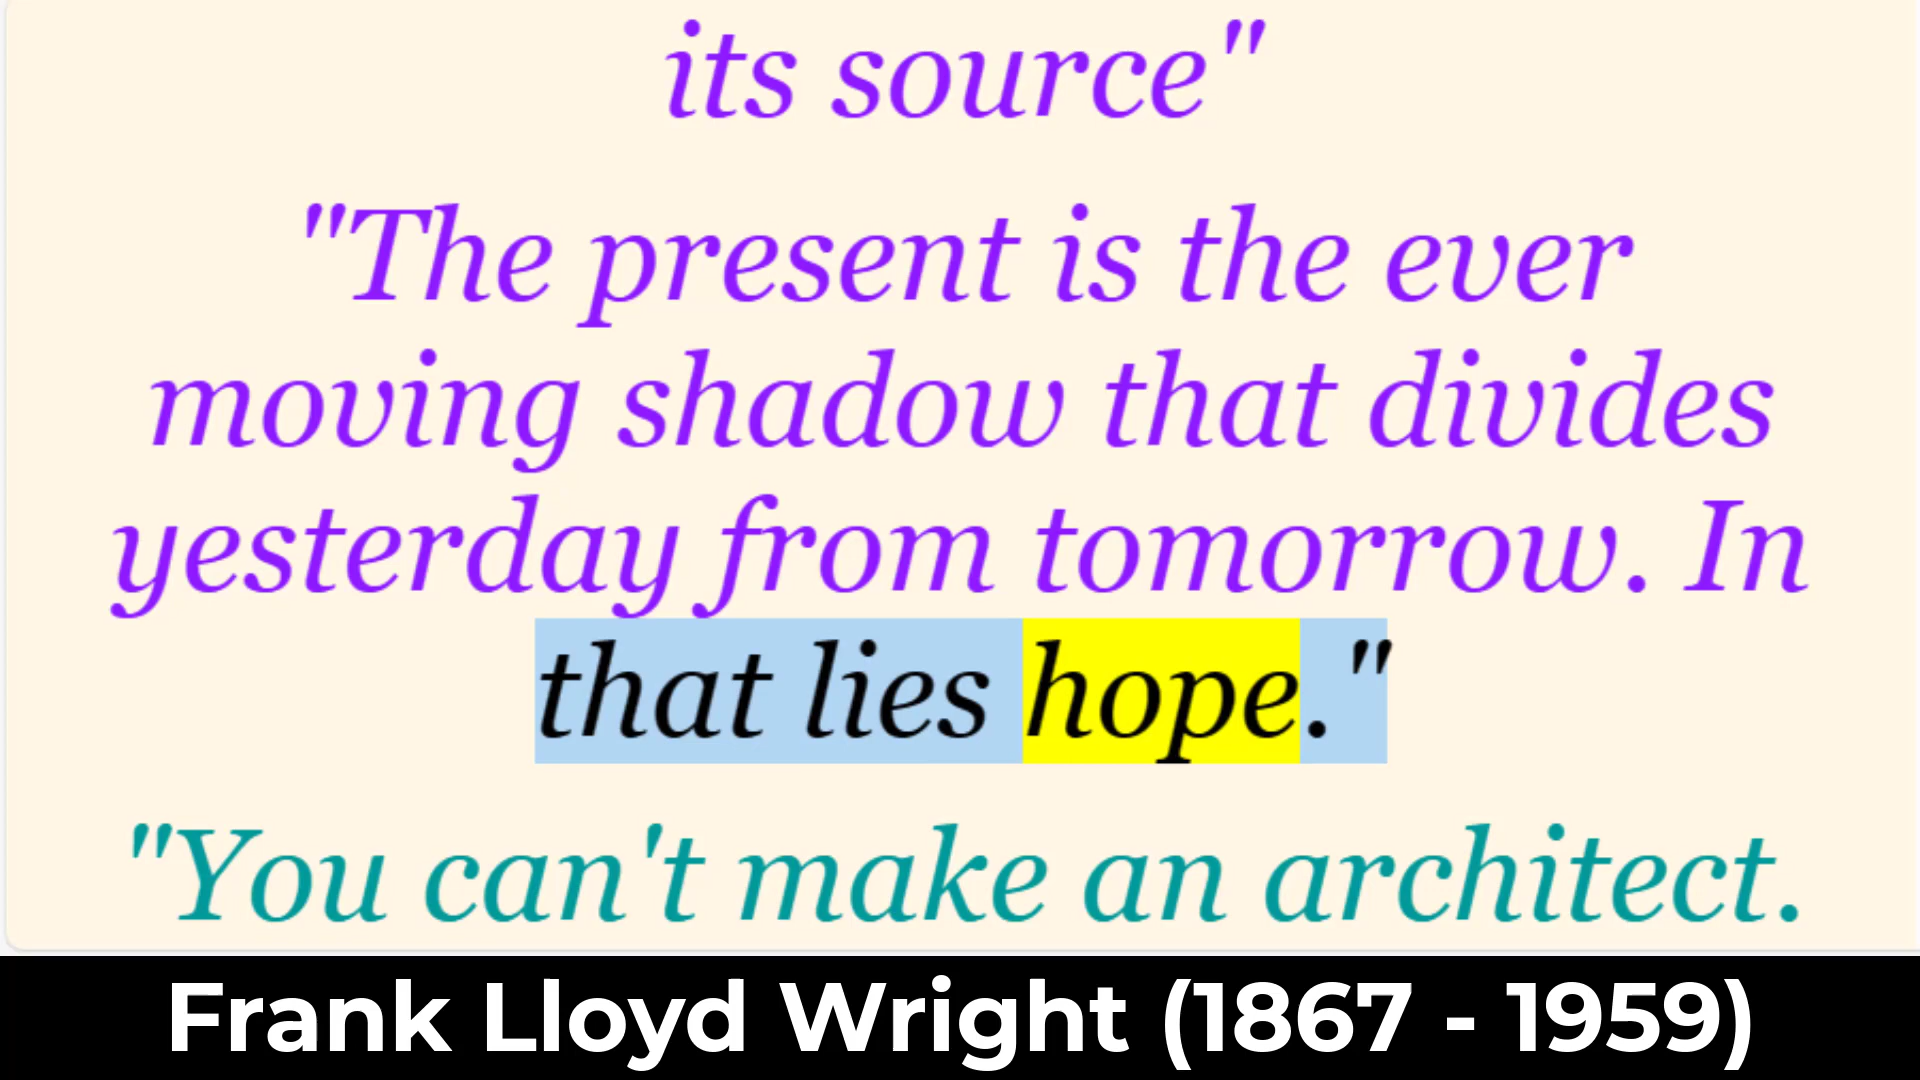 its source"
"The present is the ever
moving shadow that divides
yesterday from tomorrow. In
that lies hope."
"You can't make an architect.
Frank Lloyd Wright (1867 - 1959)